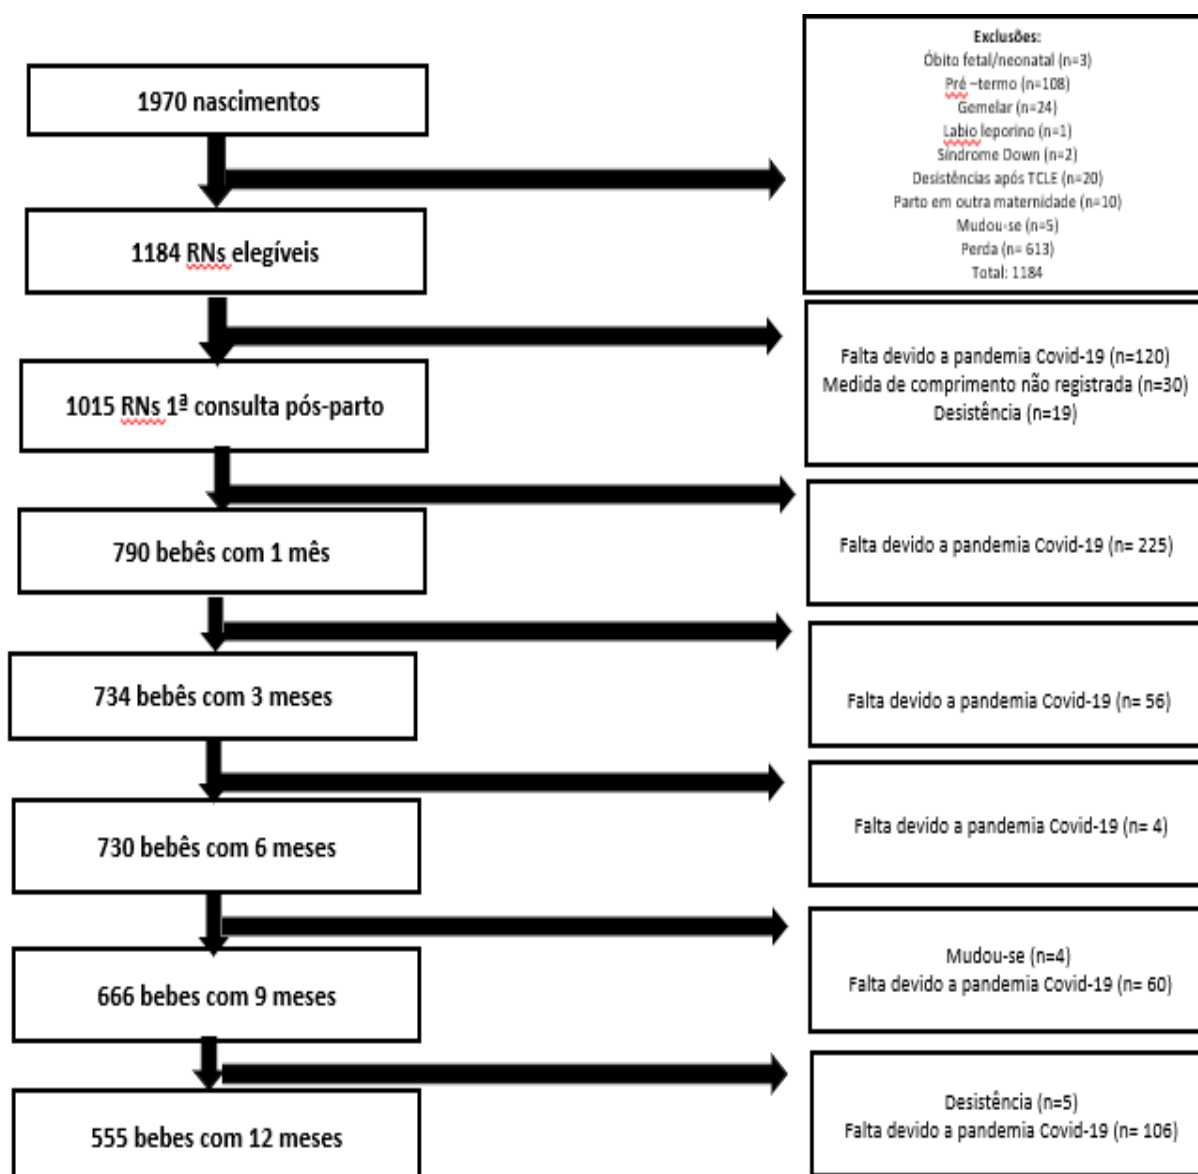 1970 nascimentos
Exclusões:
Óbito fetal/neonatal (n=3)
Pré –termo (n=108)
Gemelar (n=24)
Labio leporino (n=1)
Síndrome Down (n=2)
Desistências após TCLE (n=20)
Parto em outra maternidade (n=10)
Mudou-se (n=5)
Perda (n= 613)
Total: 1184
1184 RNs elegíveis
Falta devido a pandemia Covid-19 (n=120)
Medida de comprimento não registrada (n=30)
Desistência (n=19)
1015 RNs 1ª consulta pós-parto
Falta devido a pandemia Covid-19 (n= 225)
790 bebês com 1 mês
Falta devido a pandemia Covid-19 (n= 56)
734 bebês com 3 meses
Falta devido a pandemia Covid-19 (n= 4)
730 bebês com 6 meses
Mudou-se (n=4)
Falta devido a pandemia Covid-19 (n= 60)
666 bebes com 9 meses
Desistência (n=5)
Falta devido a pandemia Covid-19 (n= 106)
555 bebes com 12 meses